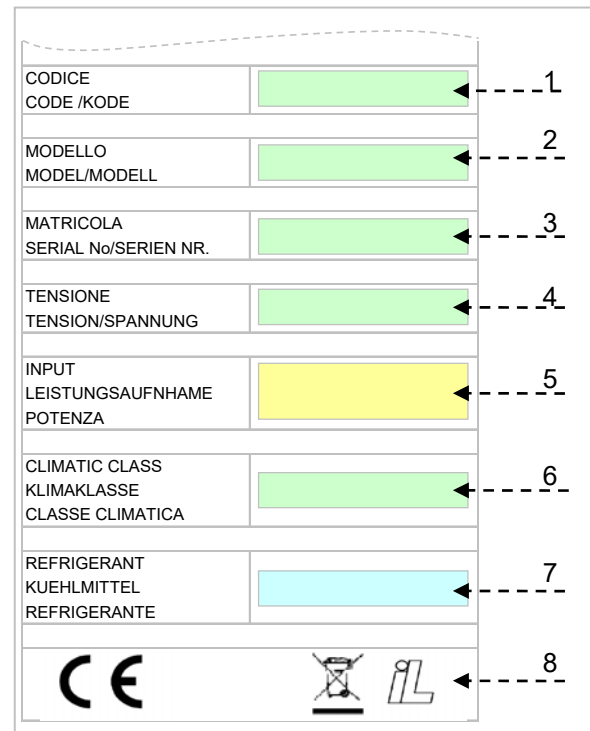 CODICE
CODE /KODE
1
MODELLO
MODEL/MODELL
2
MATRICOLA
SERIAL No/SERIEN NR.
3
TENSIONE
TENSION/SPANNUNG
4
INPUT
LEISTUNGSAUFNHAME
POTENZA
5
CLIMATIC CLASS
KLIMAKLASSE
CLASSE CLIMATICA
6
REFRIGERANT
KUEHLMITTEL
REFRIGERANTE
7
CE iL
8